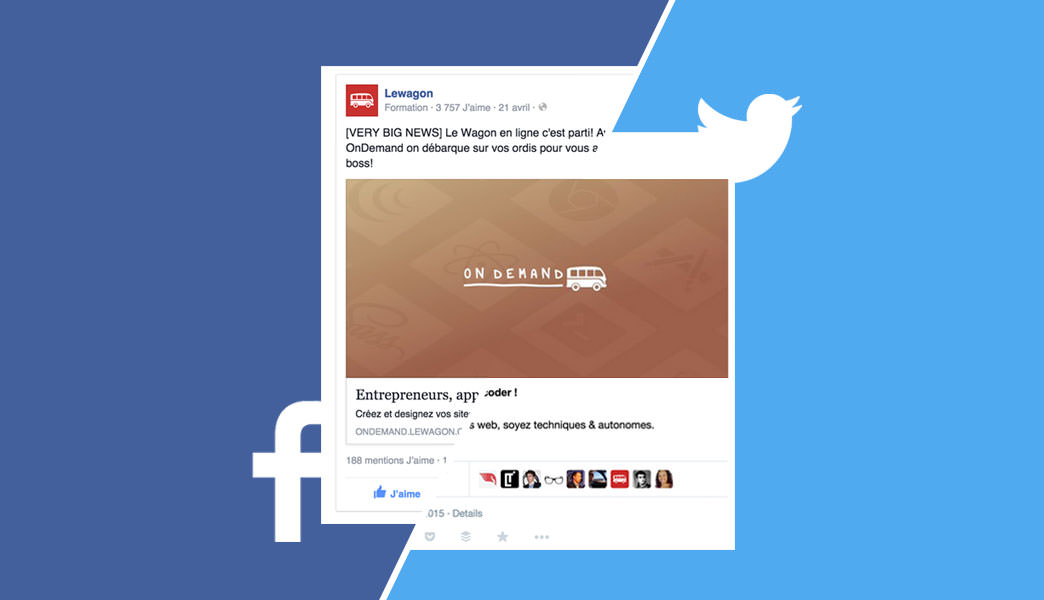 Lewagon
Formation · 3 757 J'aime · 21 avril ·
[VERY BIG NEWS] Le Wagon en ligne c'est parti!
OnDemand on débarque sur vos ordis pour vous
boss!
ON DEMAND
Entrepreneurs, app oder !
Créez et designez vos site
s web, soyez techniques & autonomes.
ONDEMAND.LEWAGON.
188 mentions J'aime · 1
J'aime
015 · Details